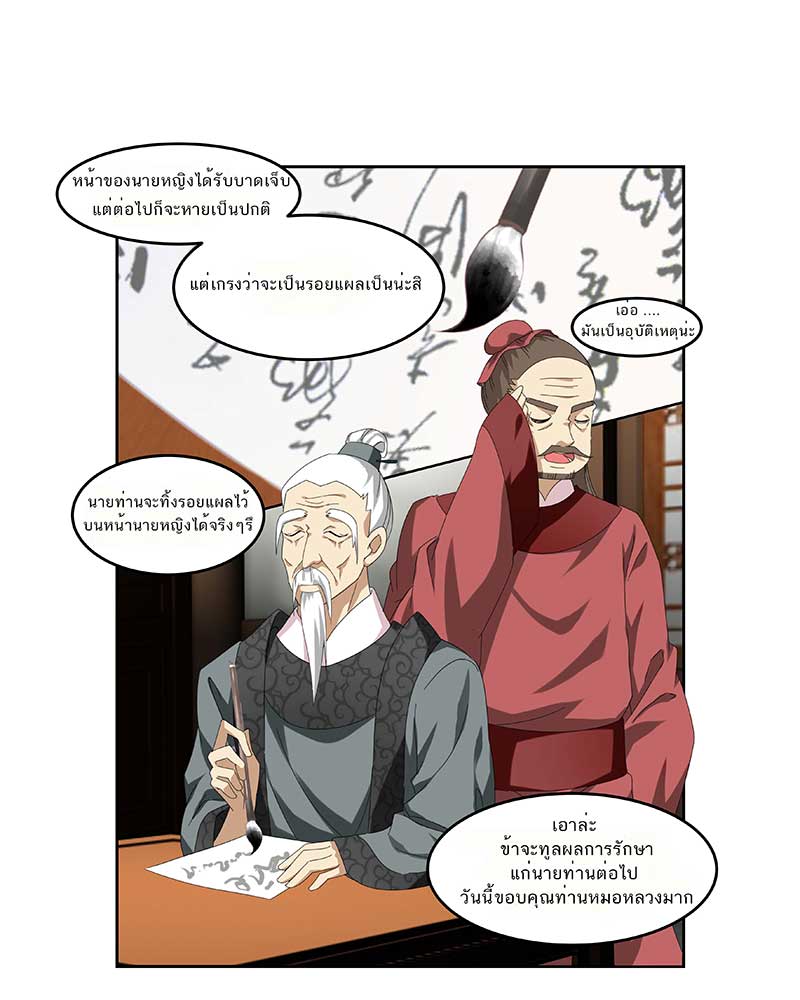 หน้าของนายหญิงได้รับบาดเจ็บ
แต่ต่อไปก็จะหายเป็นปกติ
แต่เกรงว่าจะเป็นรอยแผลเป็นน่ะสิ
เอ่อ ....
มันเป็นอุบัติเหตุน่ะ
นายท่านจะทิ้งรอยแผลไว้
บนหน้านายหญิงได้จริงๆรึ
เอาล่ะ
ข้าจะทูลผลการรักษา
แก่นายท่านต่อไป
วันนี้ขอบคุณท่านหมอหลวงมาก